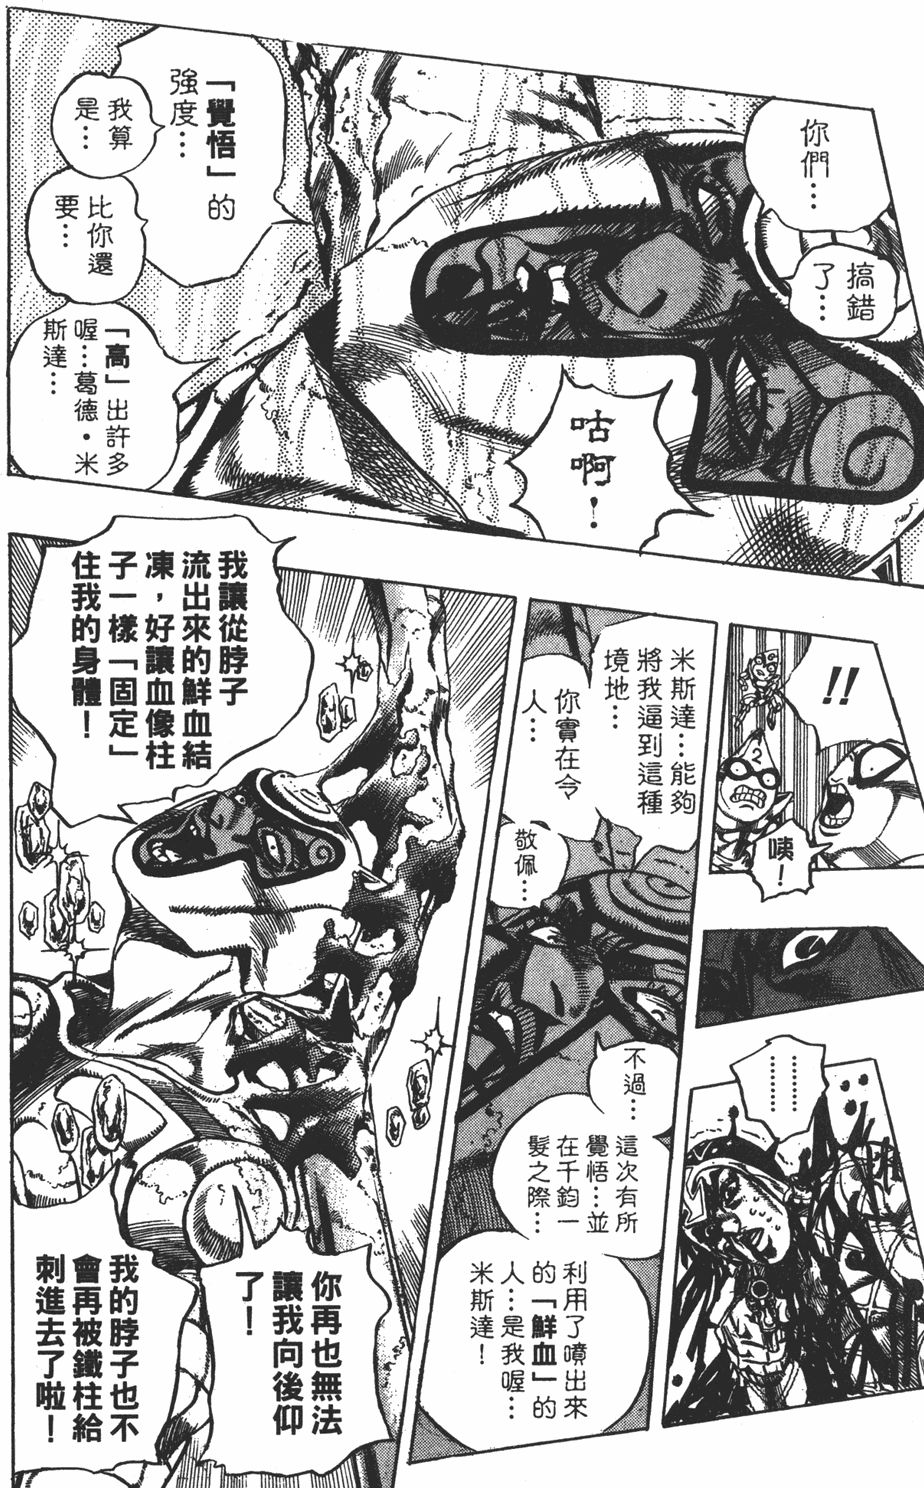 你們⋯
搞錯
了⋯
咕啊！
「覺悟」的
強度⋯
我算
是⋯
比你還
要⋯
「高」出許多
喔⋯葛德•米
斯達⋯
!!
2
咦！
⋯⋯⋯
⋯⋯⋯
米斯達⋯能夠
將我逼到這種
境地⋯
你實在令
人⋯
敬佩⋯
不過⋯
這次有所
覺悟⋯並
在千鈞一
髮之際⋯
利用了噴出來
的「鮮血」的
人⋯是我喔⋯
米斯達！
我讓從脖子
流出來的鮮血結
凍，好讓血像柱
子一樣「固定」
住我的身體！
你再也無法
讓我向後仰
了！
我的脖子也不
會再被鐵柱給
刺進去了啦！